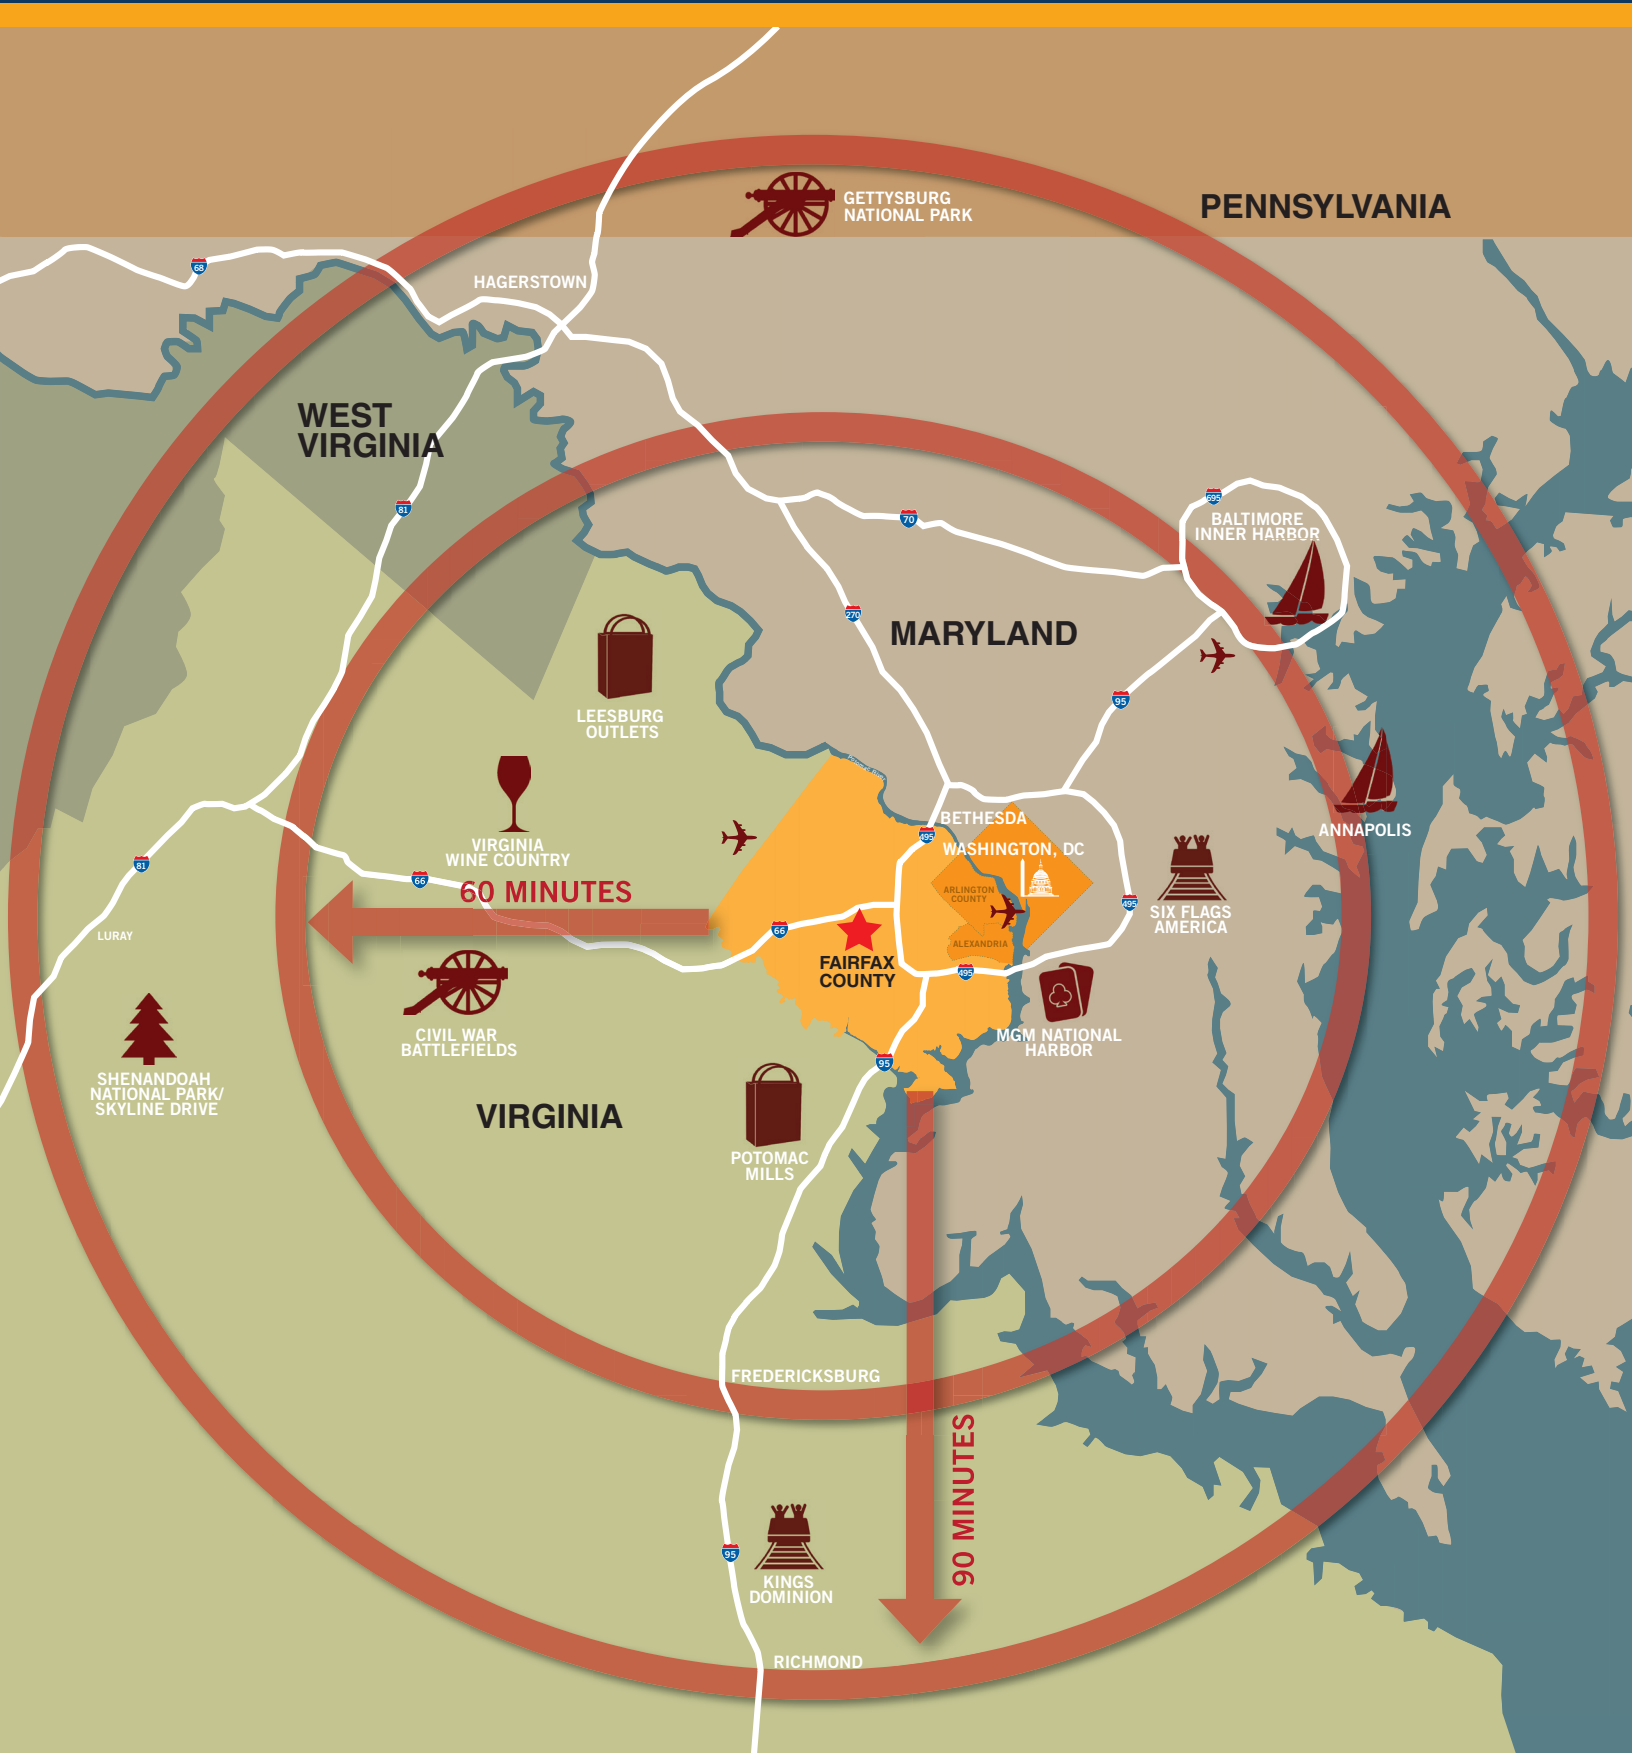 GETTYSBURG
NATIONAL PARK
PENNSYLVANIA
68
HAGERSTOWN
WEST
VIRGINIA
81
695
BALTIMORE
INNER HARBOR
70
270
MARYLAND
LEESBURG
OUTLETS
95
Potomac River
BETHESDA
495
WASHINGTON, DC
ANNAPOLIS
VIRGINIA
WINE COUNTRY
81
66
60 MINUTES
ARLINGTON
COUNTY
495
SIX FLAGS
AMERICA
66
LURAY
ALEXANDRIA
FAIRFAX
COUNTY
495
CIVIL WAR
BATTLEFIELDS
MGM NATIONAL
HARBOR
95
SHENANDOAH
NATIONAL PARK/
SKYLINE DRIVE
VIRGINIA
POTOMAC
MILLS
FREDERICKSBURG
90 MINUTES
95
KINGS
DOMINION
RICHMOND